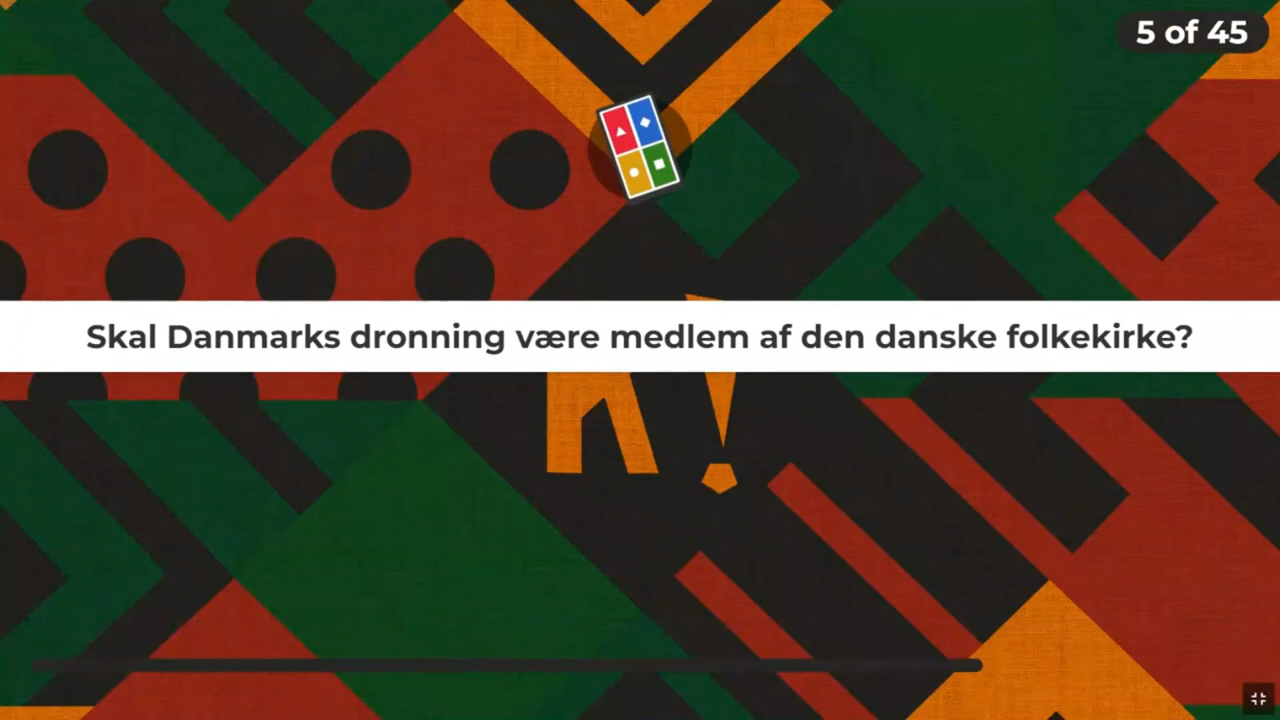 5 of 45
Skal Danmarks dronning være medlem af den danske folkekirke?